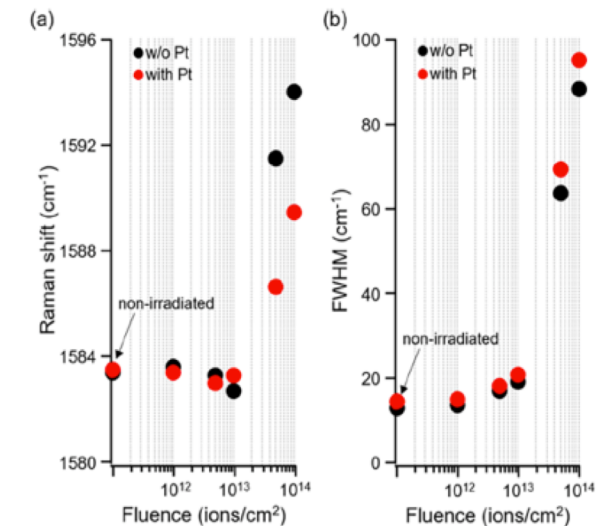 (a)
1596
1592
1588
1584
1580
Raman shift (cm⁻¹)
w/o Pt
with Pt
non-irradiated
10¹²
10¹³
10¹⁴
Fluence (ions/cm²)
(b)
100
80
60
40
20
0
FWHM (cm⁻¹)
w/o Pt
with Pt
non-irradiated
10¹²
10¹³
10¹⁴
Fluence (ions/cm²)